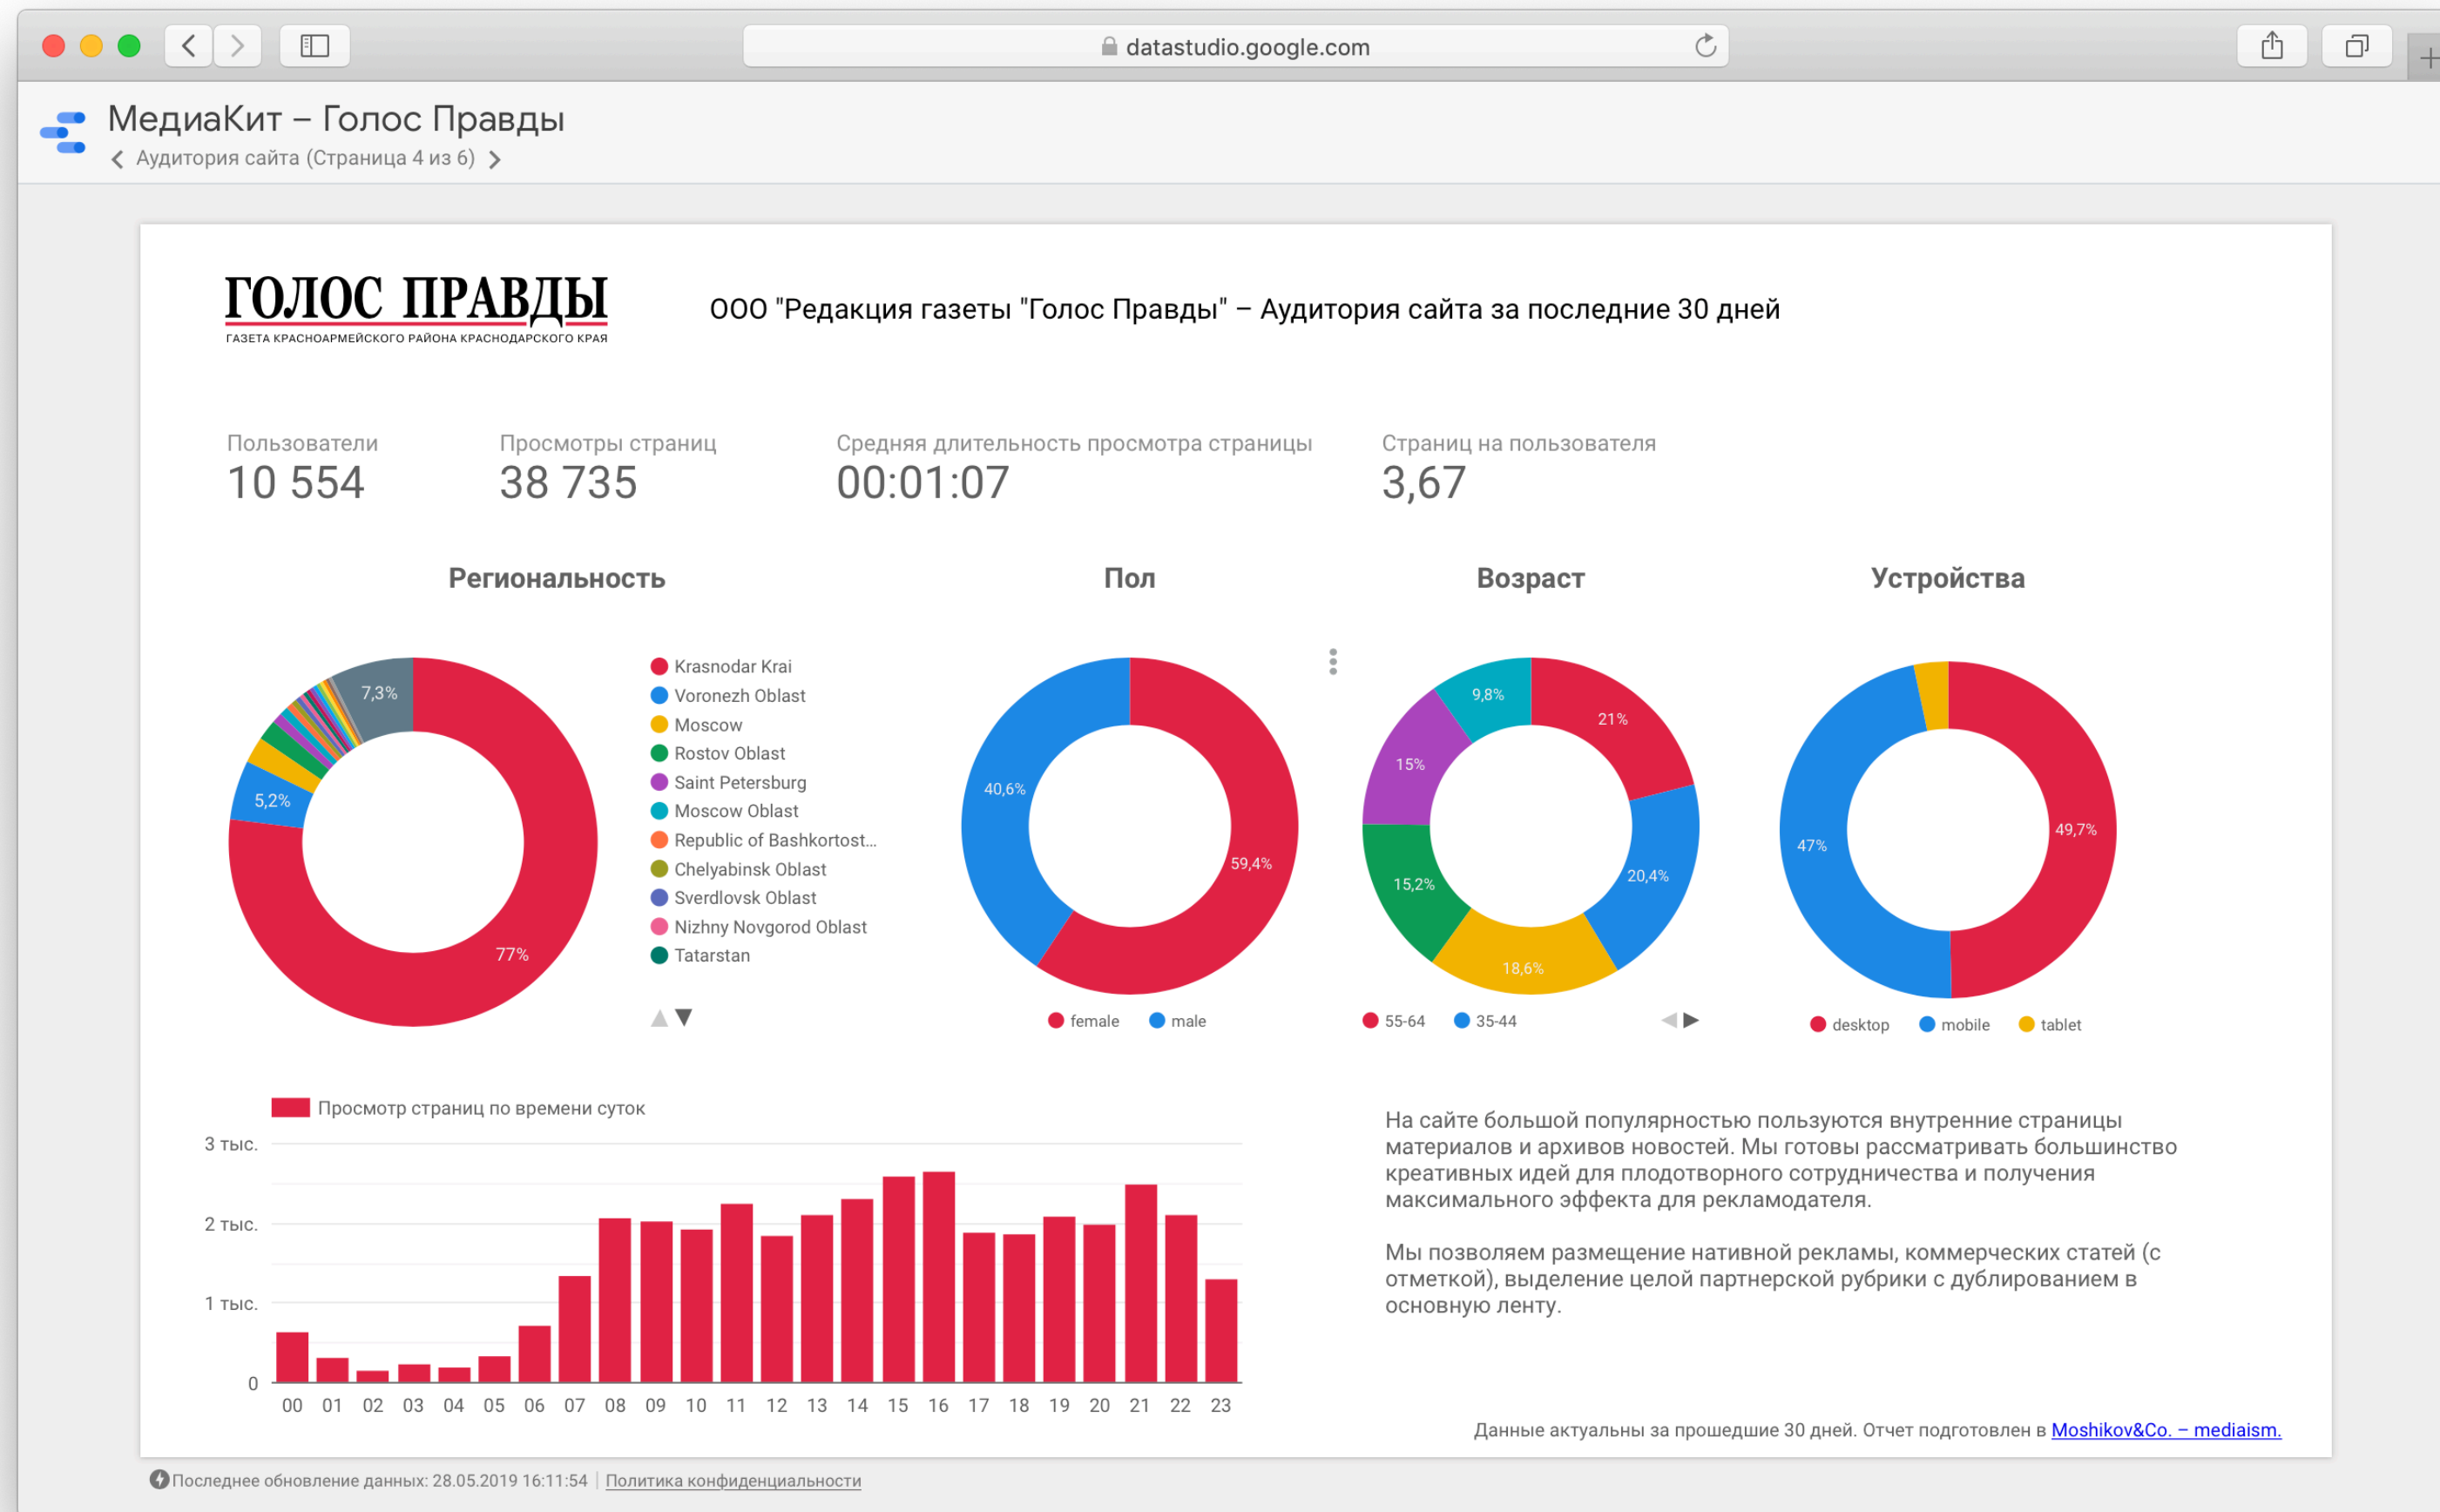 datastudio.google.com
МедиаКит – Голос Правды
Аудитория сайта (Страница 4 из 6)
ГОЛОС ПРАВДЫ
ГАЗЕТА КРАСНОАРМЕЙСКОГО РАЙОНА КРАСНОДАРСКОГО КРАЯ
ООО "Редакция газеты "Голос Правды" – Аудитория сайта за последние 30 дней
Пользователи
10 554
Просмотры страниц
38 735
Средняя длительность просмотра страницы
00:01:07
Страниц на пользователя
3,67
Региональность
7,3%
5,2%
77%
Krasnodar Krai
Voronezh Oblast
Moscow
Rostov Oblast
Saint Petersburg
Moscow Oblast
Republic of Bashkortost...
Chelyabinsk Oblast
Sverdlovsk Oblast
Nizhny Novgorod Oblast
Tatarstan
Пол
40,6%
59,4%
female male
Возраст
9,8%
21%
15%
20,4%
15,2%
18,6%
55-64 35-44
Устройства
49,7%
47%
desktop mobile tablet
Просмотр страниц по времени суток
3 тыс.
2 тыс.
1 тыс.
0
00 01 02 03 04 05 06 07 08 09 10 11 12 13 14 15 16 17 18 19 20 21 22 23
На сайте большой популярностью пользуются внутренние страницы
материалов и архивов новостей. Мы готовы рассматривать большинство
креативных идей для плодотворного сотрудничества и получения
максимального эффекта для рекламодателя.
Мы позволяем размещение нативной рекламы, коммерческих статей (с
отметкой), выделение целой партнерской рубрики с дублированием в
основную ленту.
Данные актуальны за прошедшие 30 дней. Отчет подготовлен в Moshikov&Co. – mediaism.
Последнее обновление данных: 28.05.2019 16:11:54 | Политика конфиденциальности